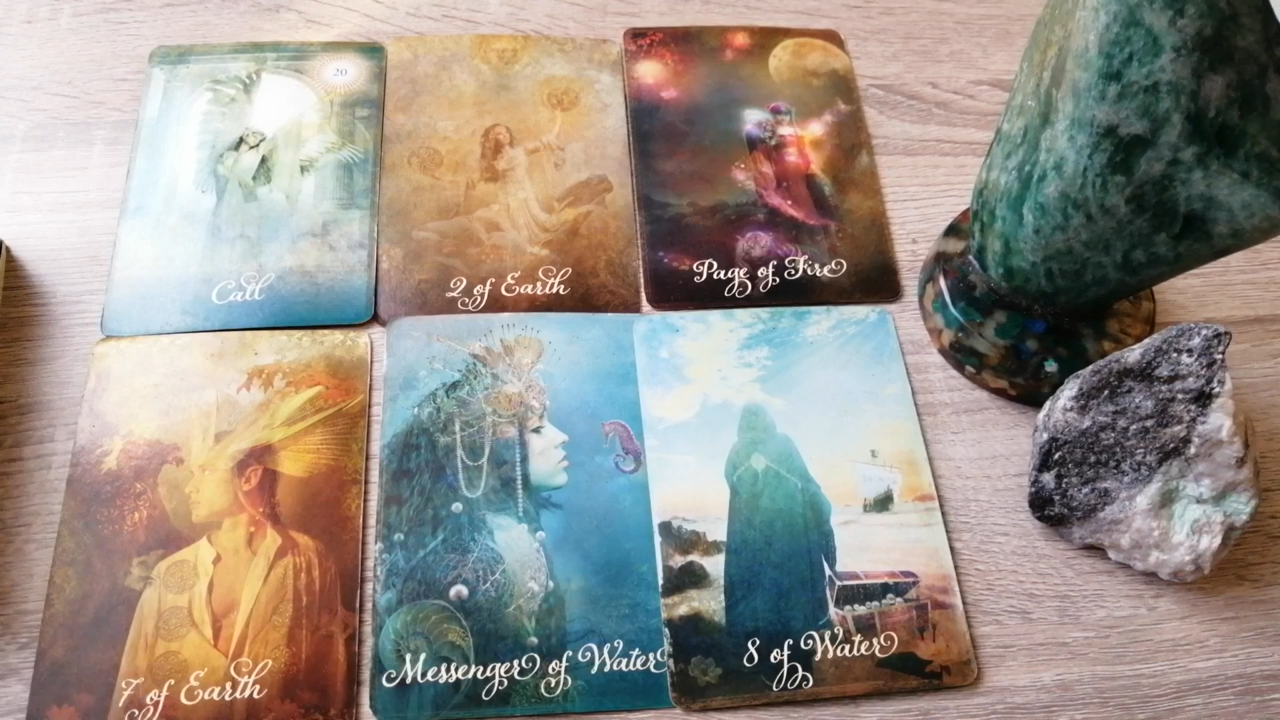 20
Call
2 of Earth
Page of Fire
7 of Earth
Messenger of Water
8 of Water